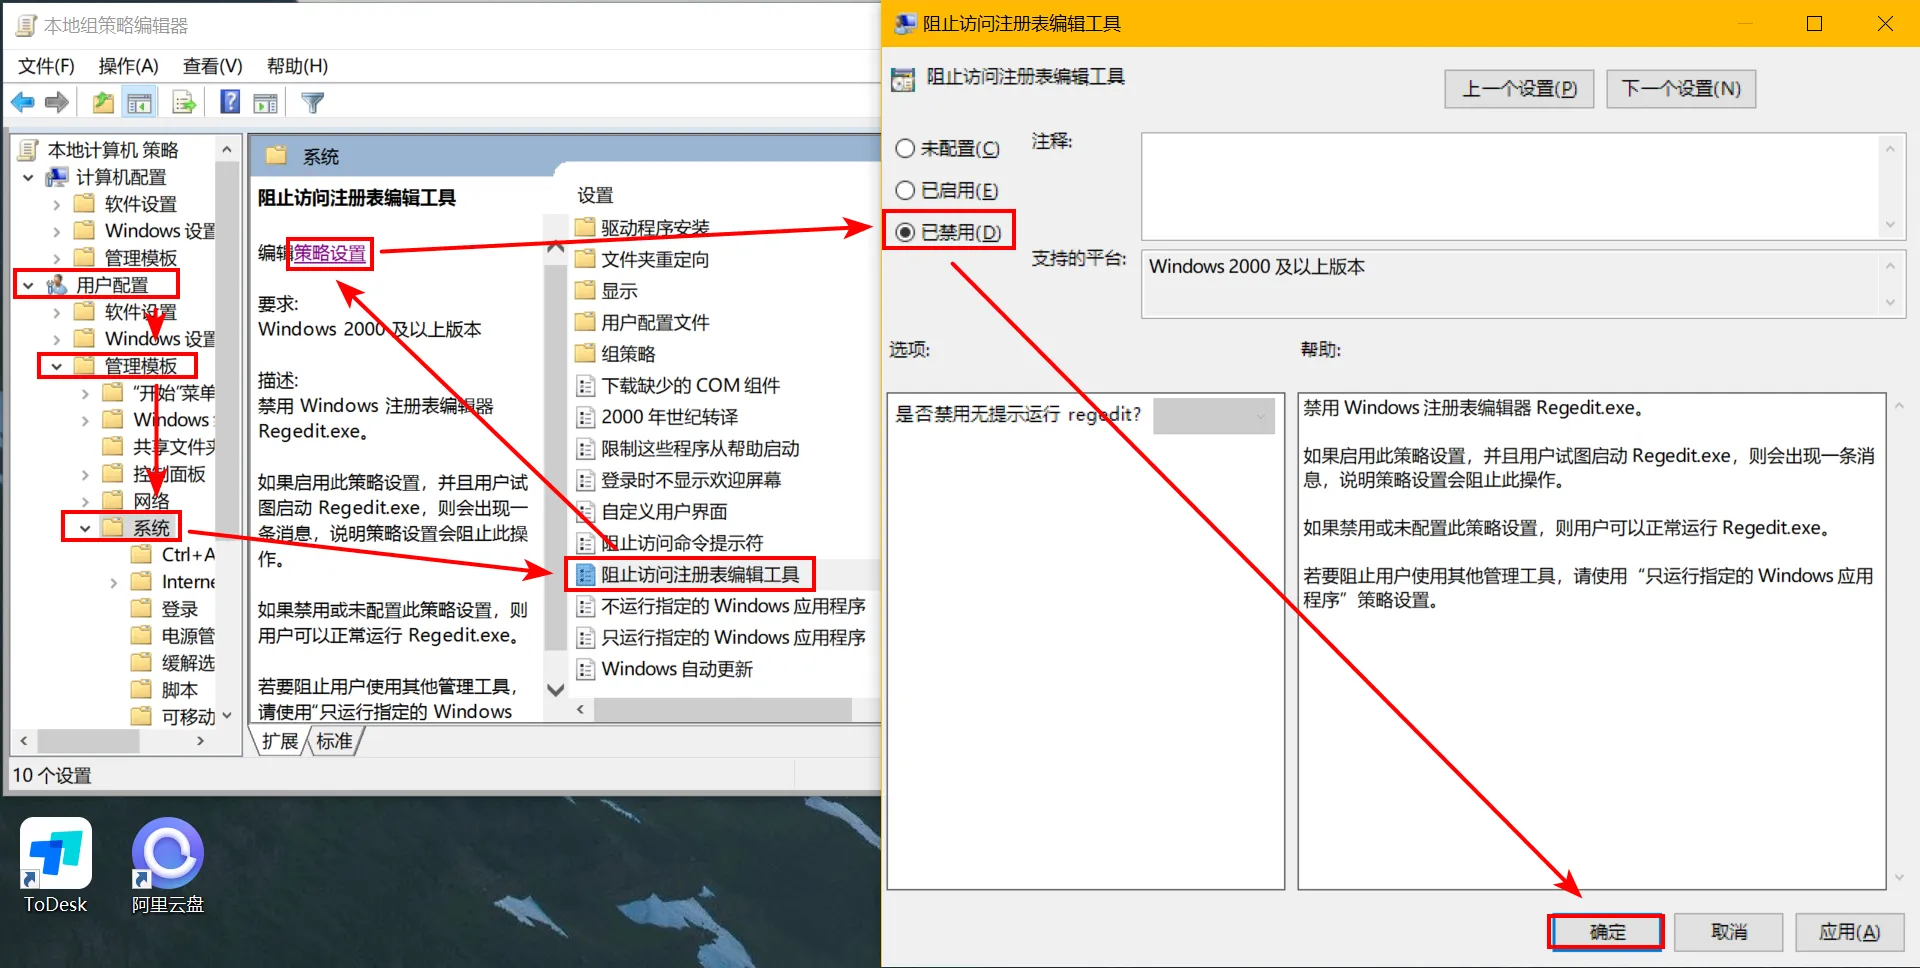 本地组策略编辑器
文件(F) 操作(A) 查看(V) 帮助(H)
本地计算机 策略
计算机配置
软件设置
Windows 设置
管理模板
用户配置
软件设置
Windows 设置
管理模板
“开始”菜单
Windows
共享文件夹
控制面板
网络
系统
Ctrl+A
Interne
登录
电源管
缓解选
脚本
可移动
系统
阻止访问注册表编辑工具
编辑策略设置
要求:
Windows 2000 及以上版本
描述:
禁用 Windows 注册表编辑器
Regedit.exe。
如果启用此策略设置，并且用户试
图启动 Regedit.exe，则会出现一
条消息，说明策略设置会阻止此操
作。
如果禁用或未配置此策略设置，则
用户可以正常运行 Regedit.exe。
若要阻止用户使用其他管理工具，
请使用“只运行指定的 Windows
设置
驱动程序安装
文件夹重定向
显示
用户配置文件
组策略
下载缺少的 COM 组件
2000 年世纪转译
限制这些程序从帮助启动
登录时不显示欢迎屏幕
自定义用户界面
阻止访问命令提示符
阻止访问注册表编辑工具
不运行指定的 Windows 应用程序
只运行指定的 Windows 应用程序
Windows 自动更新
扩展 标准
10 个设置
ToDesk
阿里云盘
阻止访问注册表编辑工具
阻止访问注册表编辑工具
上一个设置(P) 下一个设置(N)
未配置(C)
已启用(E)
已禁用(D)
注释:
支持的平台:
Windows 2000 及以上版本
选项:
帮助:
是否禁用无提示运行 regedit?
禁用 Windows 注册表编辑器 Regedit.exe。
如果启用此策略设置，并且用户试图启动 Regedit.exe，则会出现一条消
息，说明策略设置会阻止此操作。
如果禁用或未配置此策略设置，则用户可以正常运行 Regedit.exe。
若要阻止用户使用其他管理工具，请使用“只运行指定的 Windows 应用
程序”策略设置。
确定 取消 应用(A)